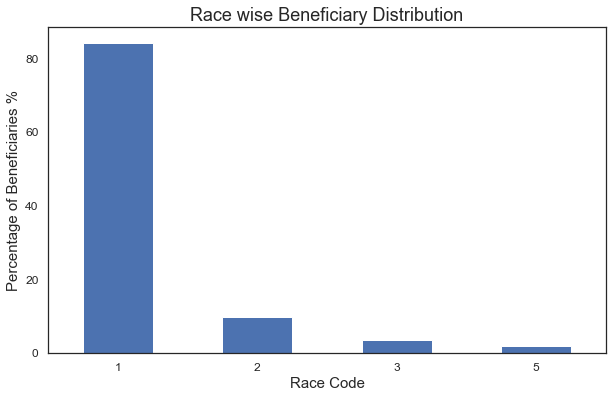 Race wise Beneficiary Distribution
Percentage of Beneficiaries %
80
60
40
20
0
1 2 3 5
Race Code